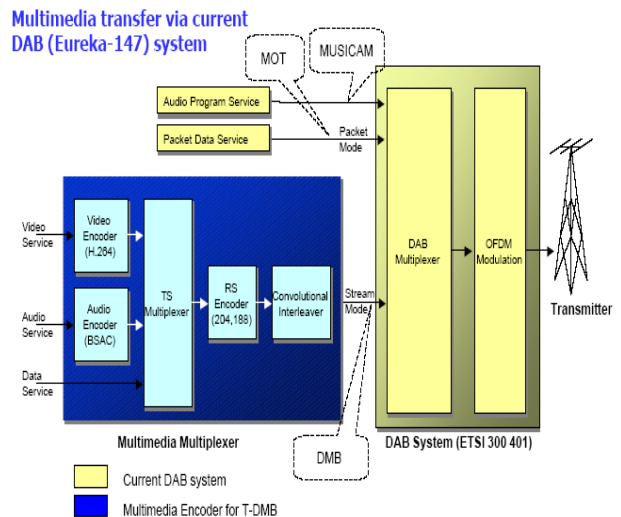 Multimedia transfer via current
DAB (Eureka-147) system
MOT
MUSICAM
Audio Program Service
Packet Data Service
Packet
Mode
Video
Service
Video
Encoder
(H.264)
Audio
Service
Audio
Encoder
(BSAC)
Data
Service
TS
Multiplexer
RS
Encoder
(204,188)
Convolutional
Interleaver
Stream
Mode
DAB
Multiplexer
OFDM
Modulation
Transmitter
Multimedia Multiplexer
DAB System (ETSI 300 401)
DMB
Current DAB system
Multimedia Encoder for T-DMB